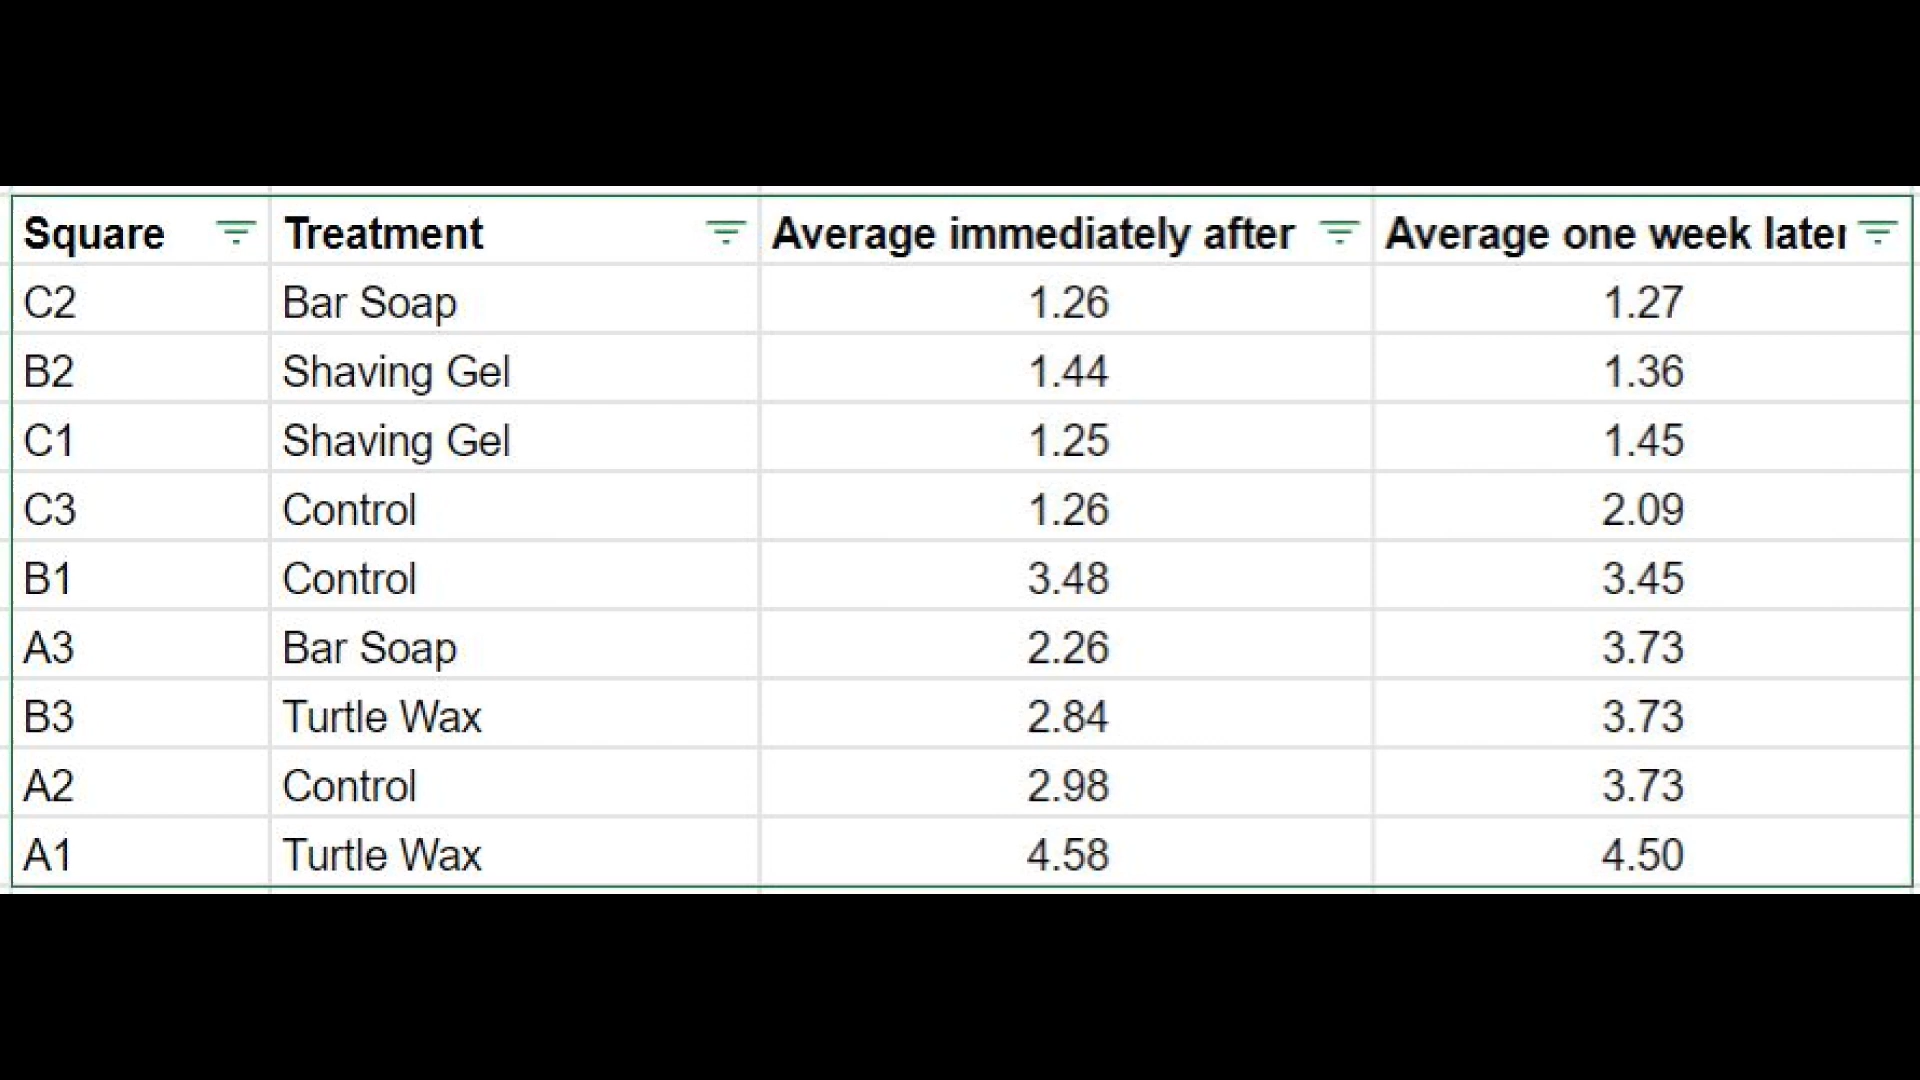 Square Treatment Average immediately after Average one week later
C2 Bar Soap 1.26 1.27
B2 Shaving Gel 1.44 1.36
C1 Shaving Gel 1.25 1.45
C3 Control 1.26 2.09
B1 Control 3.48 3.45
A3 Bar Soap 2.26 3.73
B3 Turtle Wax 2.84 3.73
A2 Control 2.98 3.73
A1 Turtle Wax 4.58 4.50